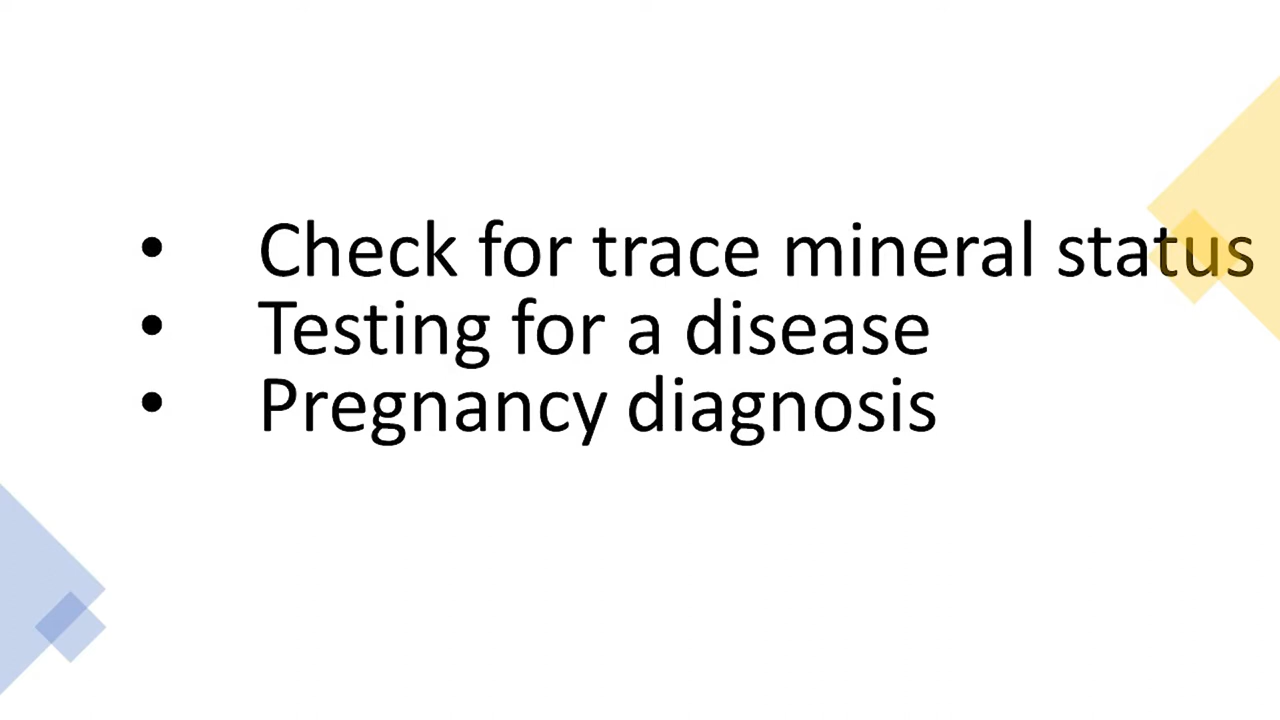 • Check for trace mineral status
• Testing for a disease
• Pregnancy diagnosis